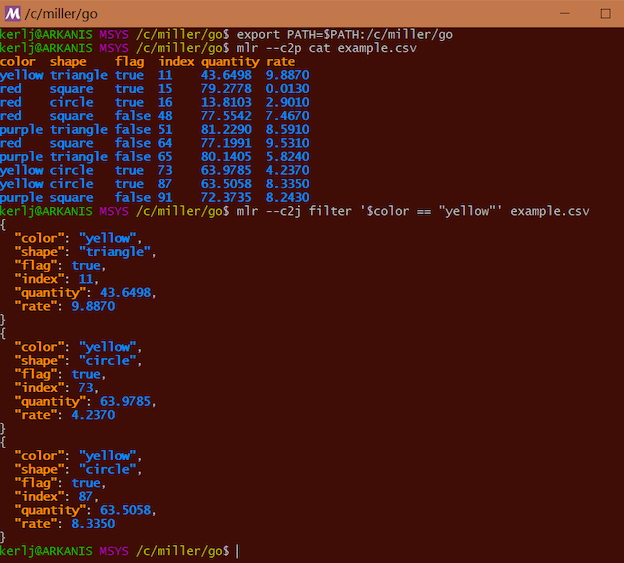 M /c/miller/go
kerlj@ARKANIS MSYS /c/miller/go$ export PATH=$PATH:/c/miller/go
kerlj@ARKANIS MSYS /c/miller/go$ mlr --c2p cat example.csv
color  shape    flag  index quantity rate
yellow triangle true  11    43.6498  9.8870
red    square   true  15    79.2778  0.0130
red    circle   true  16    13.8103  2.9010
red    square   false 48    77.5542  7.4670
purple triangle false 51    81.2290  8.5910
red    square   false 64    77.1991  9.5310
purple triangle false 65    80.1405  5.8240
yellow circle   true  73    63.9785  4.2370
yellow circle   true  87    63.5058  8.3350
purple square   false 91    72.3735  8.2430
kerlj@ARKANIS MSYS /c/miller/go$ mlr --c2j filter '$color == "yellow"' example.csv
{
  "color": "yellow",
  "shape": "triangle",
  "flag": true,
  "index": 11,
  "quantity": 43.6498,
  "rate": 9.8870
}
{
  "color": "yellow",
  "shape": "circle",
  "flag": true,
  "index": 73,
  "quantity": 63.9785,
  "rate": 4.2370
}
{
  "color": "yellow",
  "shape": "circle",
  "flag": true,
  "index": 87,
  "quantity": 63.5058,
  "rate": 8.3350
}
kerlj@ARKANIS MSYS /c/miller/go$